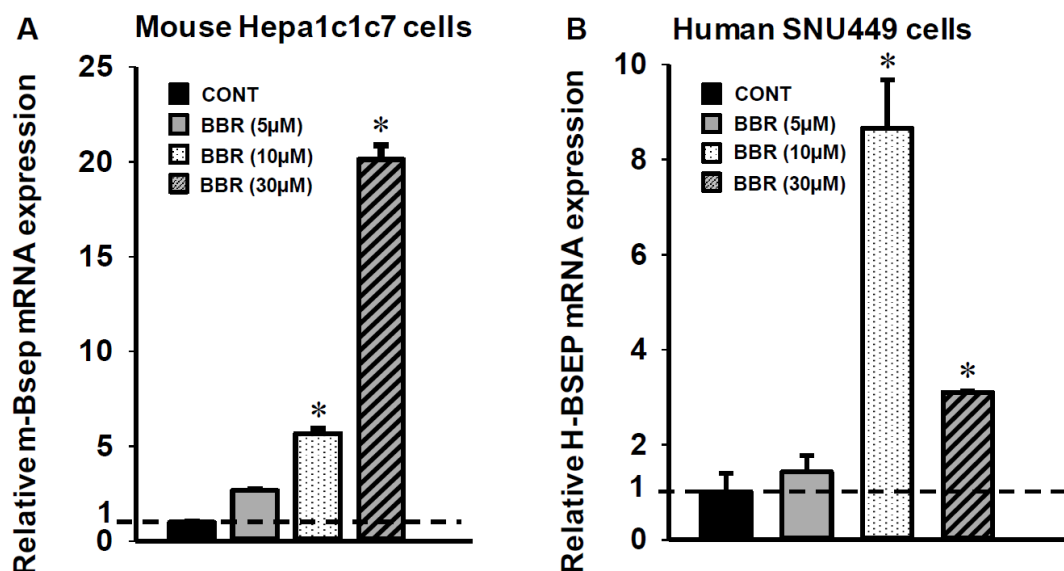 A
Mouse Hepa1c1c7 cells
Relative m-Bsep mRNA expression
25
20
15
10
5
1
0
CONT
BBR (5µM)
BBR (10µM)
BBR (30µM)
*
*
B
Human SNU449 cells
Relative H-BSEP mRNA expression
10
8
6
4
2
1
0
CONT
BBR (5µM)
BBR (10µM)
BBR (30µM)
*
*